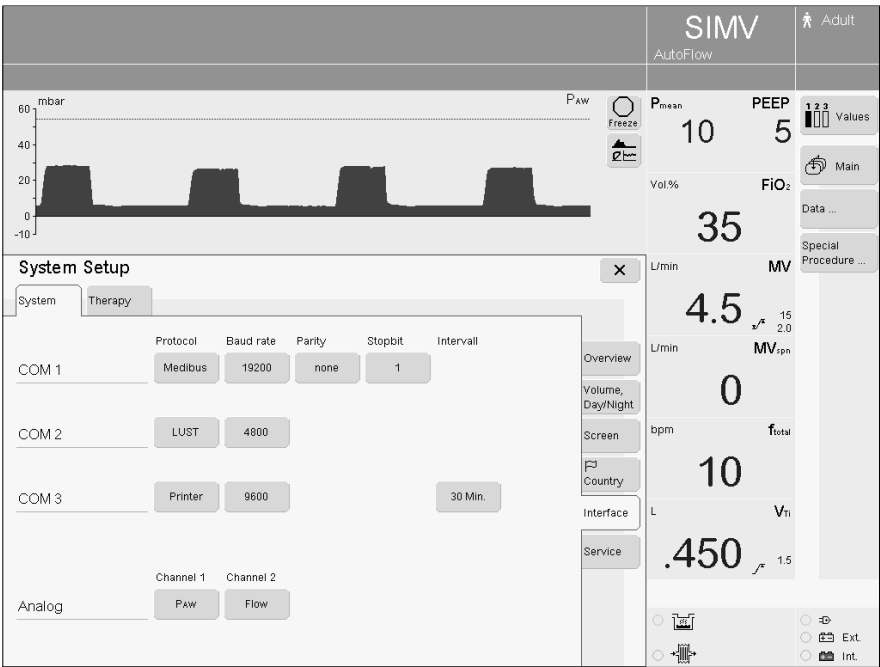 SIMV
AutoFlow
Adult
mbar
PAW
60
40
20
0
-10
Freeze
Pmean PEEP
10 5
Vol.% FiO2
35
L/min MV
4.5 15
2.0
L/min MVspn
0
bpm ftotal
10
L VTi
.450 1.5
1 2 3
Values
Main
Data ...
Special
Procedure ...
System Setup
×
System Therapy
Protocol Baud rate Parity Stopbit Intervall
COM 1 Medibus 19200 none 1
COM 2 LUST 4800
COM 3 Printer 9600 30 Min.
Channel 1 Channel 2
Analog PAW Flow
Overview
Volume,
Day/Night
Screen
Country
Interface
Service
Ext.
Int.